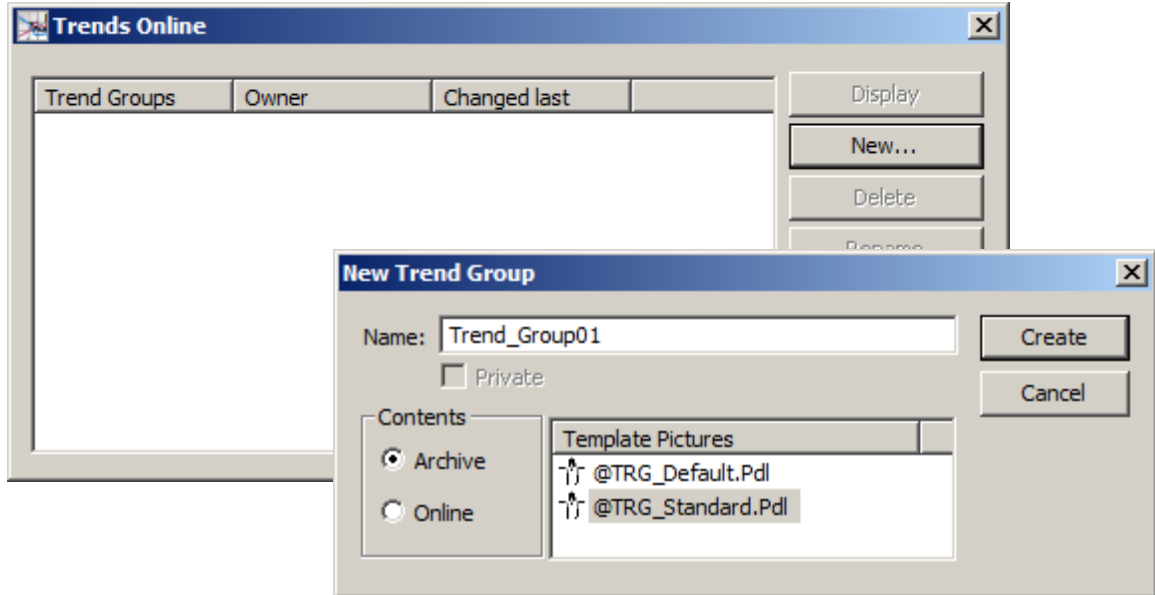 Trends Online
Trend Groups Owner Changed last
Display
New...
Delete
Rename
New Trend Group
Name: Trend_Group01
Create
Private
Cancel
Contents
Archive
Online
Template Pictures
@TRG_Default.Pdl
@TRG_Standard.Pdl